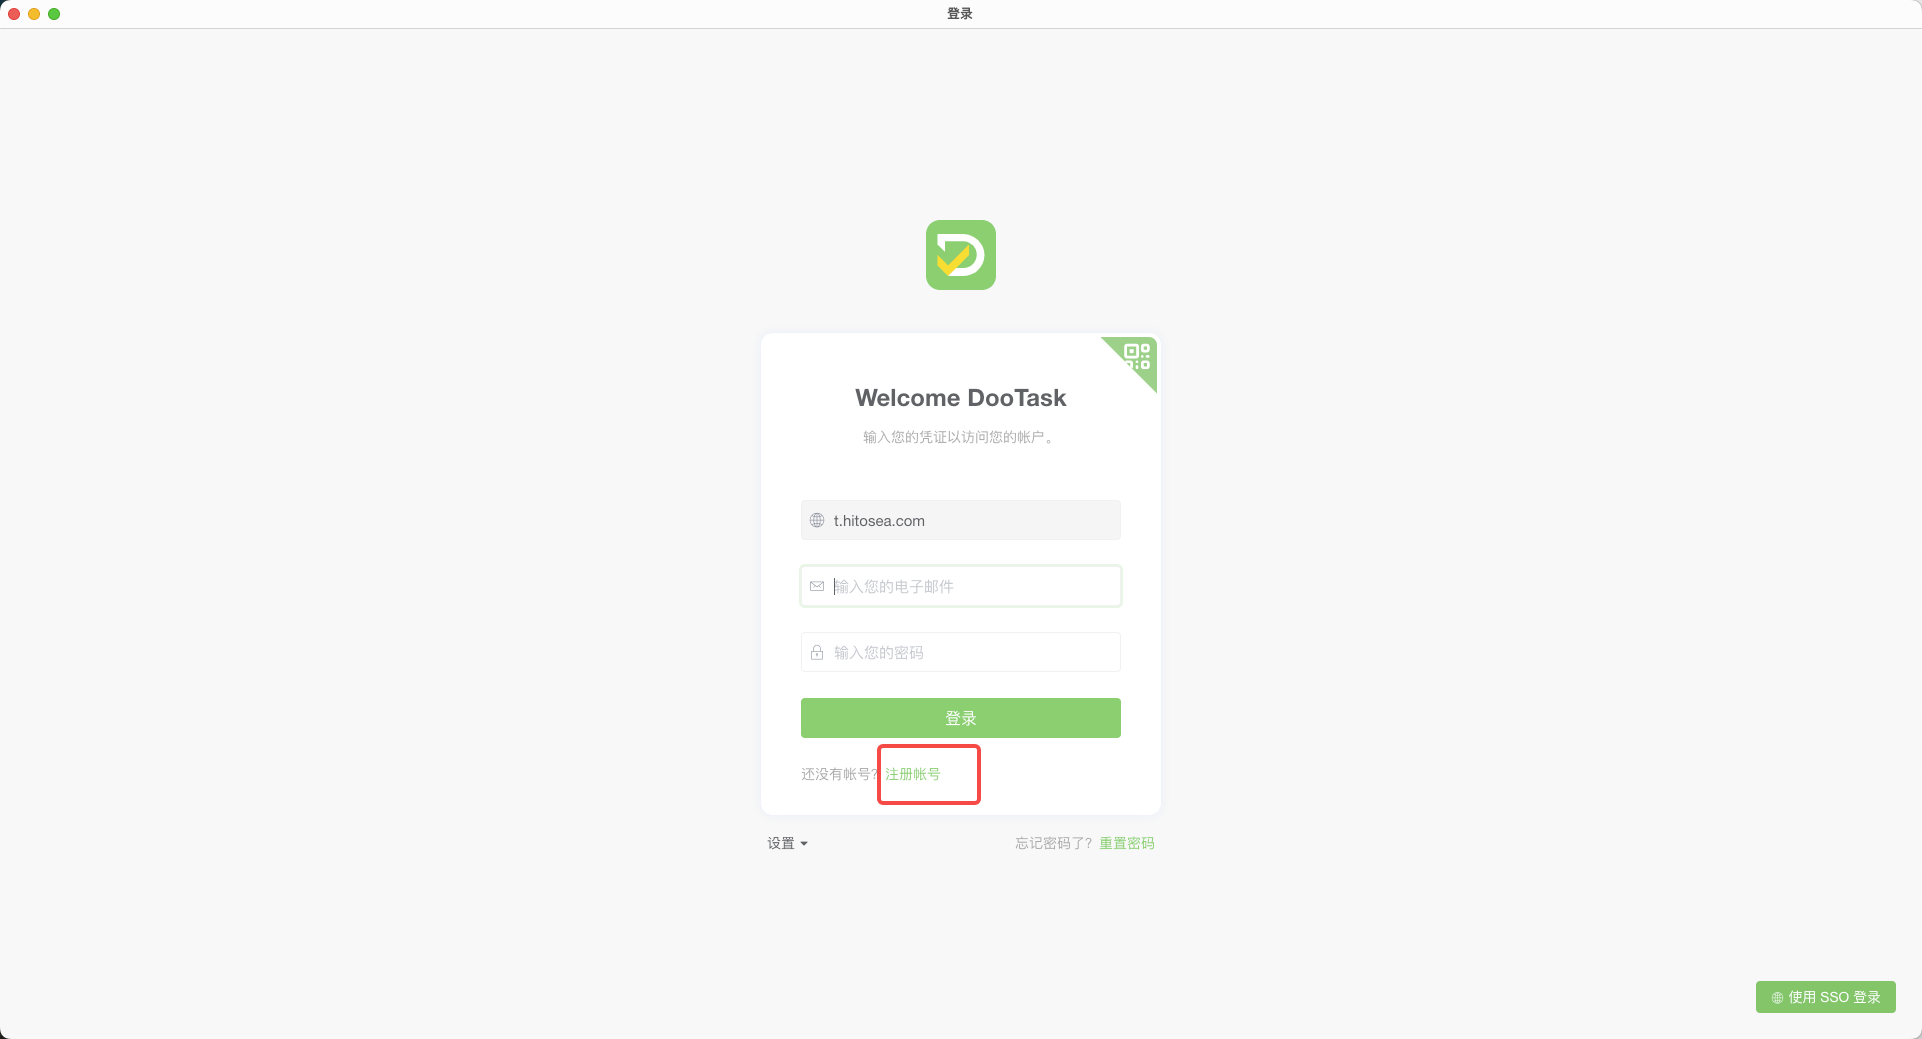 登录
Welcome DooTask
输入您的凭证以访问您的帐户。
t.hitosea.com
输入您的电子邮件
输入您的密码
登录
还没有帐号? 注册帐号
设置
忘记密码了? 重置密码
使用 SSO 登录